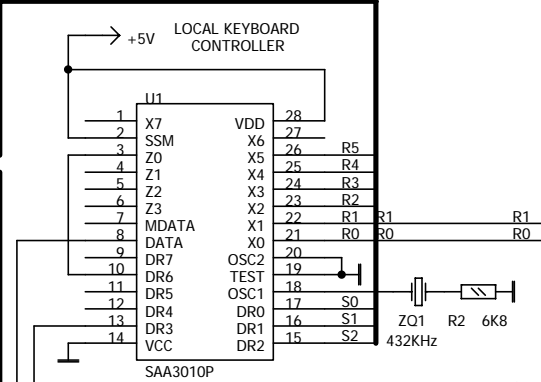 LOCAL KEYBOARD
CONTROLLER
+5V
U1
1 X7 VDD 28
2 SSM X6 27
3 Z0 X5 26 R5
4 Z1 X4 25 R4
5 Z2 X3 24 R3
6 Z3 X2 23 R2
7 MDATA X1 22 R1 R1 R1
8 DATA X0 21 R0 R0 R0
9 DR7 OSC2 20
10 DR6 TEST 19
11 DR5 OSC1 18
12 DR4 DR0 17 S0
13 DR3 DR1 16 S1
14 VCC DR2 15 S2
ZQ1 R2 6K8
432KHz
SAA3010P